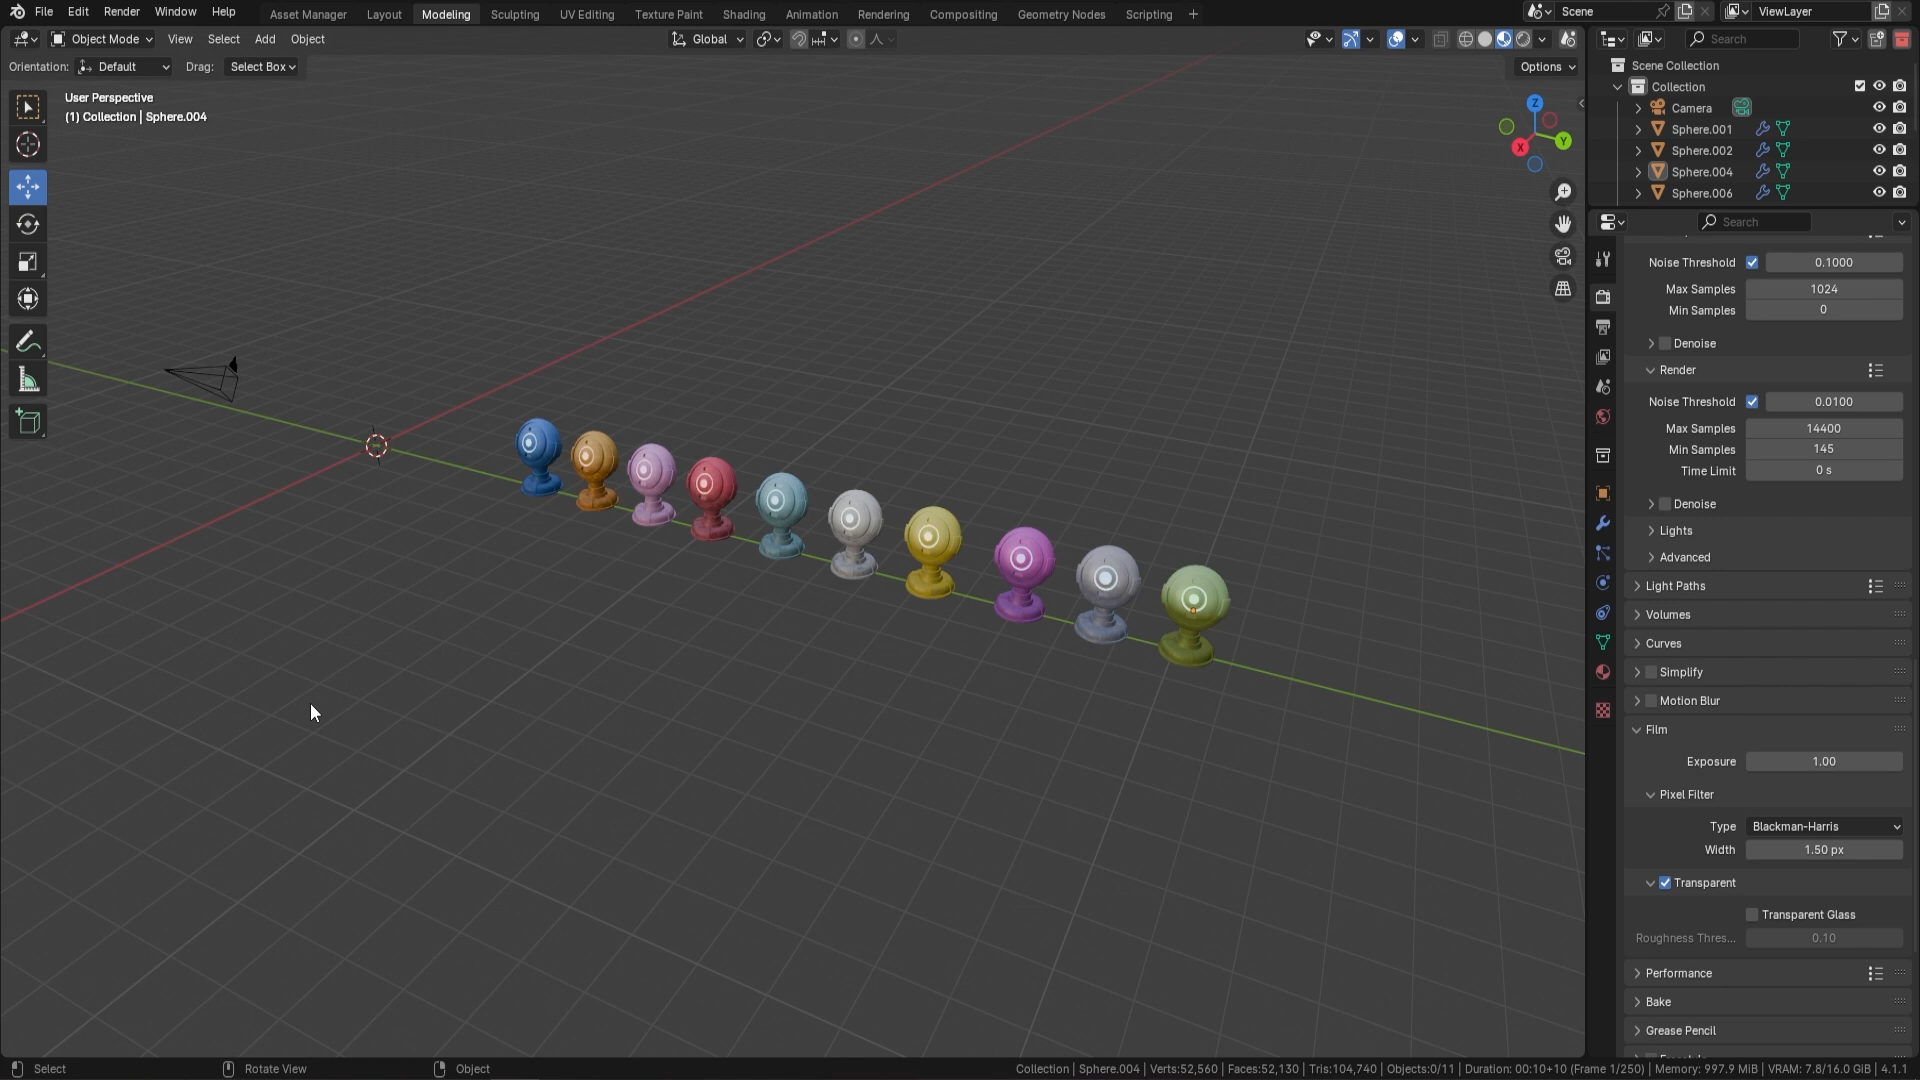 File Edit Render Window Help
Asset Manager Layout Modeling Sculpting UV Editing Texture Paint Shading Animation Rendering Compositing Geometry Nodes Scripting +
Scene
ViewLayer
Object Mode View Select Add Object
Global
Search
Orientation: Default Drag: Select Box
Options
User Perspective
(1) Collection | Sphere.004
Z
Y
X
Scene Collection
Collection
Camera
Sphere.001
Sphere.002
Sphere.004
Sphere.006
Search
Noise Threshold 0.1000
Max Samples 1024
Min Samples 0
Denoise
Render
Noise Threshold 0.0100
Max Samples 14400
Min Samples 145
Time Limit 0 s
Denoise
Lights
Advanced
Light Paths
Volumes
Curves
Simplify
Motion Blur
Film
Exposure 1.00
Pixel Filter
Type Blackman-Harris
Width 1.50 px
Transparent
Transparent Glass
Roughness Thres... 0.10
Performance
Bake
Grease Pencil
Select Rotate View Object
Collection | Sphere.004 | Verts:52,560 | Faces:52,130 | Tris:104,740 | Objects:0/11 | Duration: 00:10+10 (Frame 1/250) | Memory: 997.9 MiB | VRAM: 7.8/16.0 GiB | 4.1.1